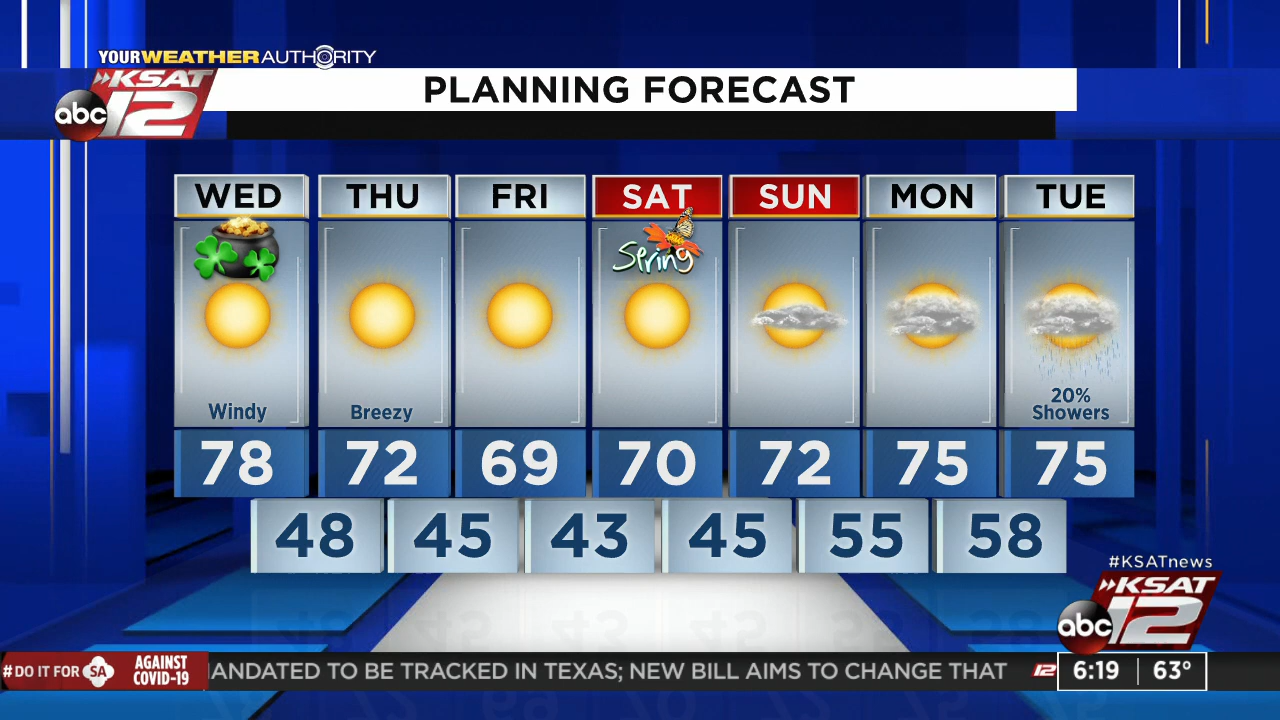 YOURWEATHERAUTHORITY
KSAT
abc 12
PLANNING FORECAST
WED THU FRI SAT SUN MON TUE
Spring
Windy Breezy 20%
Showers
78 72 69 70 72 75 75
48 45 43 45 55 58
#KSATnews
KSAT
abc 12
#DO IT FOR SA AGAINST
COVID-19
ANDATED TO BE TRACKED IN TEXAS; NEW BILL AIMS TO CHANGE THAT 12 6:19 63°